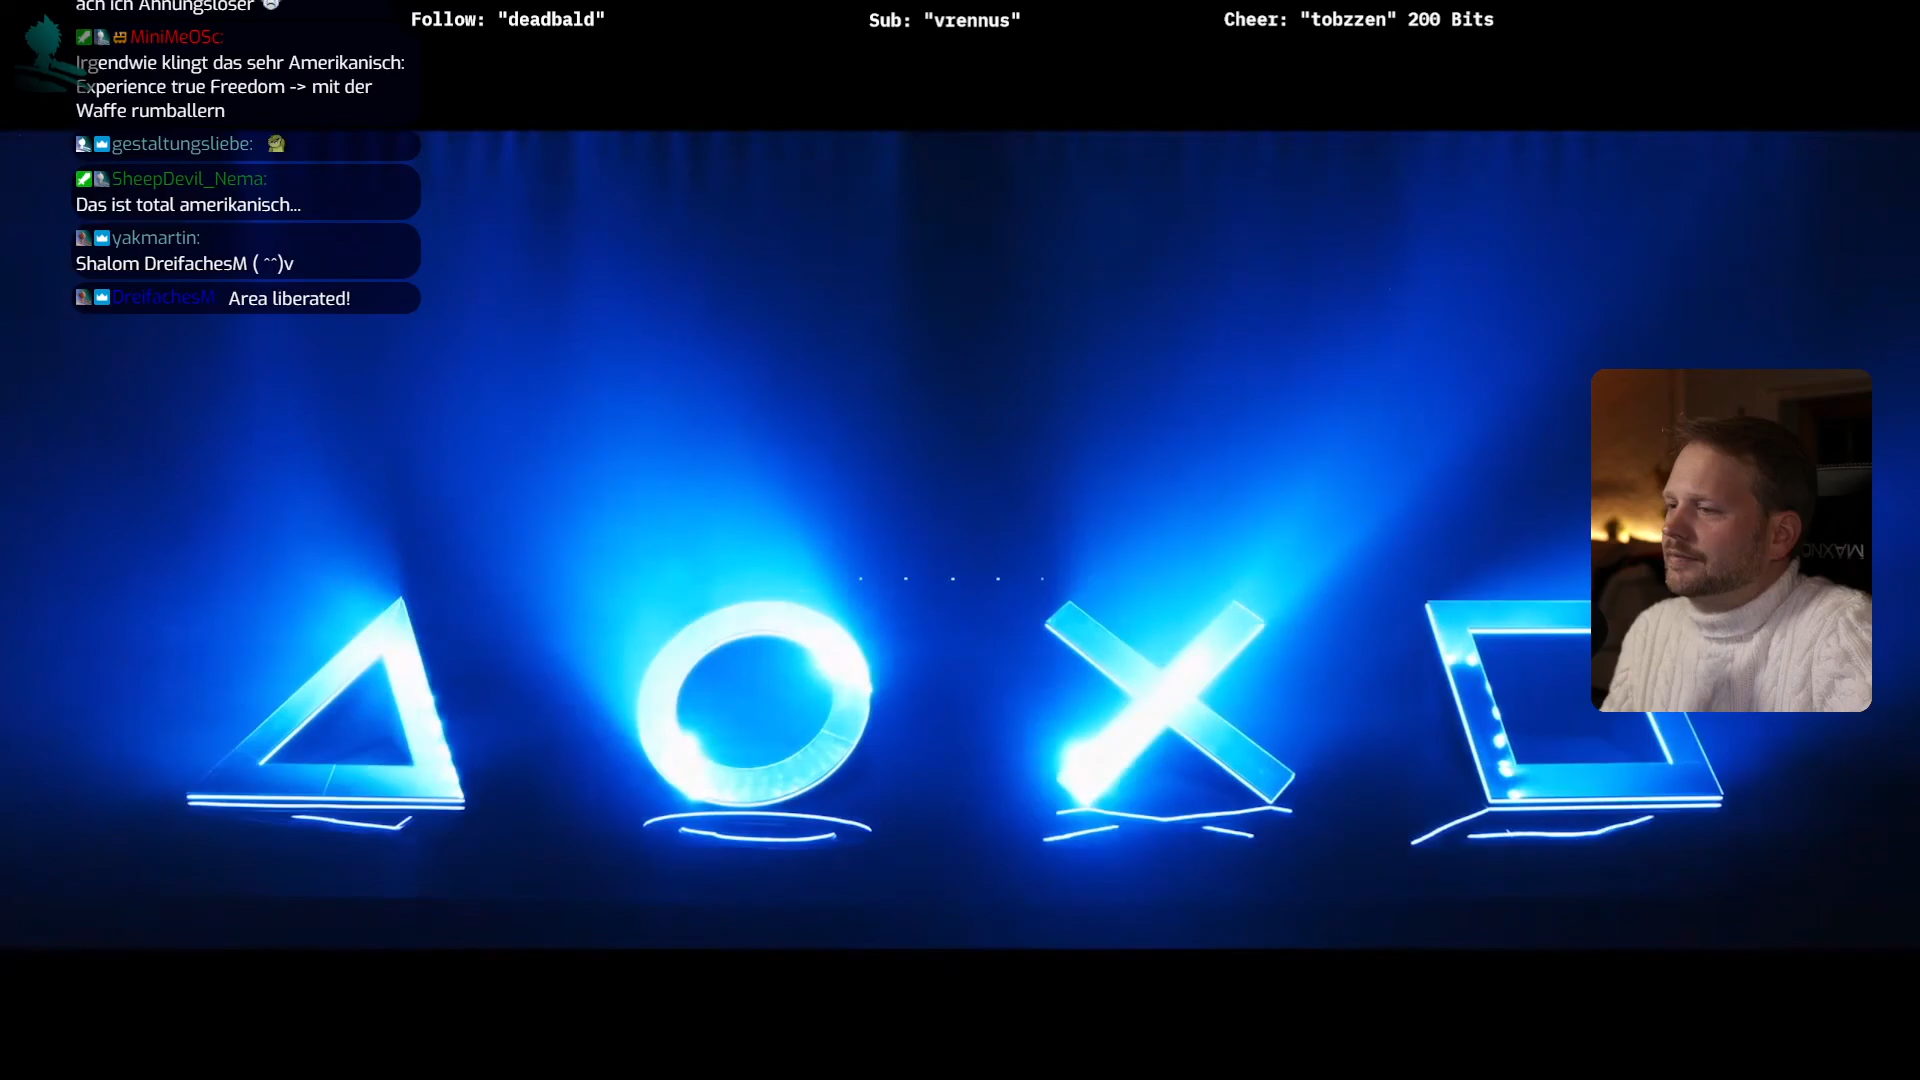 ach ich Ahnungsloser
Follow: "deadbald"
Sub: "vrennus"
Cheer: "tobzzen" 200 Bits
MiniMeOSc:
Irgendwie klingt das sehr Amerikanisch:
Experience true Freedom -> mit der
Waffe rumballern
gestaltungsliebe:
SheepDevil_Nema:
Das ist total amerikanisch...
yakmartin:
Shalom DreifachesM ( ^^)v
DreifachesM Area liberated!